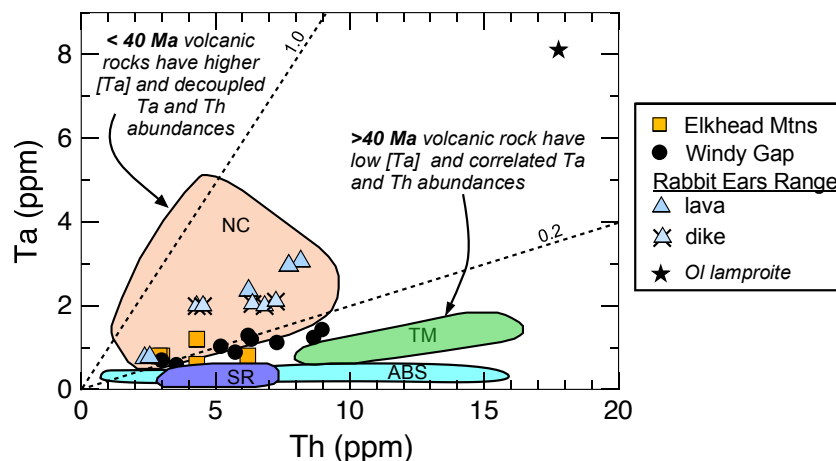 < 40 Ma volcanic
rocks have higher
[Ta] and decoupled
Ta and Th
abundances
1.0
>40 Ma volcanic rock have
low [Ta] and correlated Ta
and Th abundances
0.2
NC
TM
SR
ABS
8
6
4
2
0
Ta (ppm)
0 5 10 15 20
Th (ppm)
Elkhead Mtns
Windy Gap
Rabbit Ears Range
lava
dike
Ol lamproite